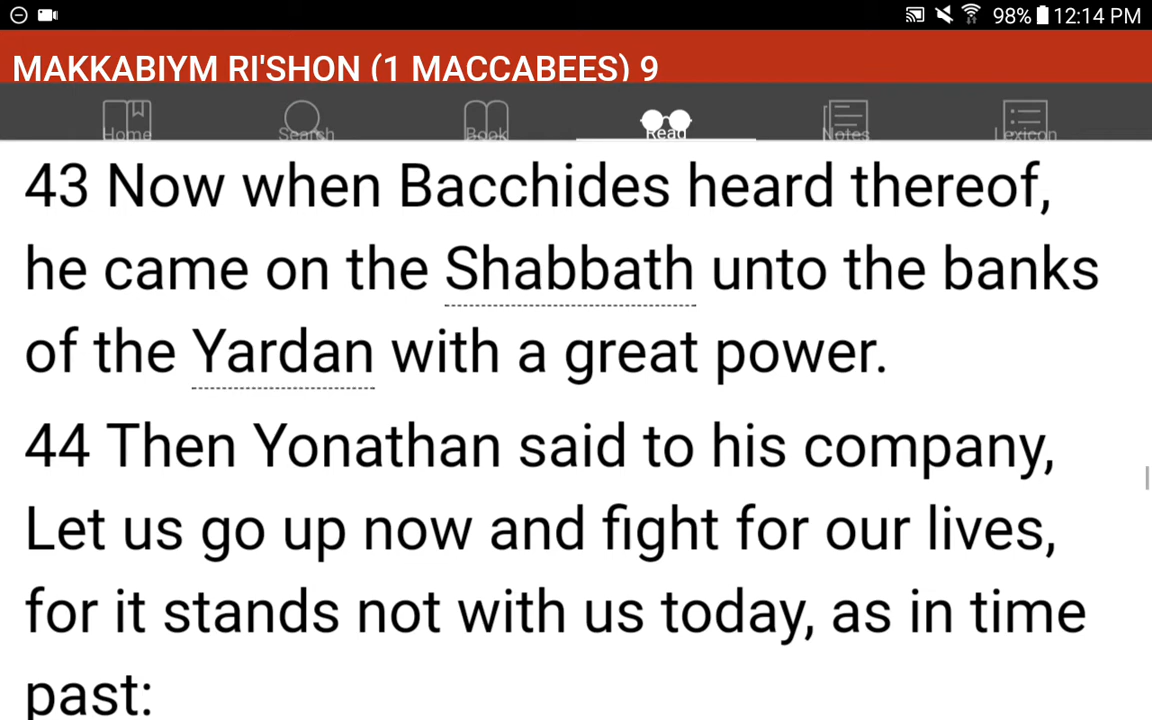 98% 12:14 PM
MAKKABIYM RI'SHON (1 MACCABEES) 9
Home Search Book Read Notes Lexicon
43 Now when Bacchides heard thereof,
he came on the Shabbath unto the banks
of the Yardan with a great power.
44 Then Yonathan said to his company,
Let us go up now and fight for our lives,
for it stands not with us today, as in time
past: